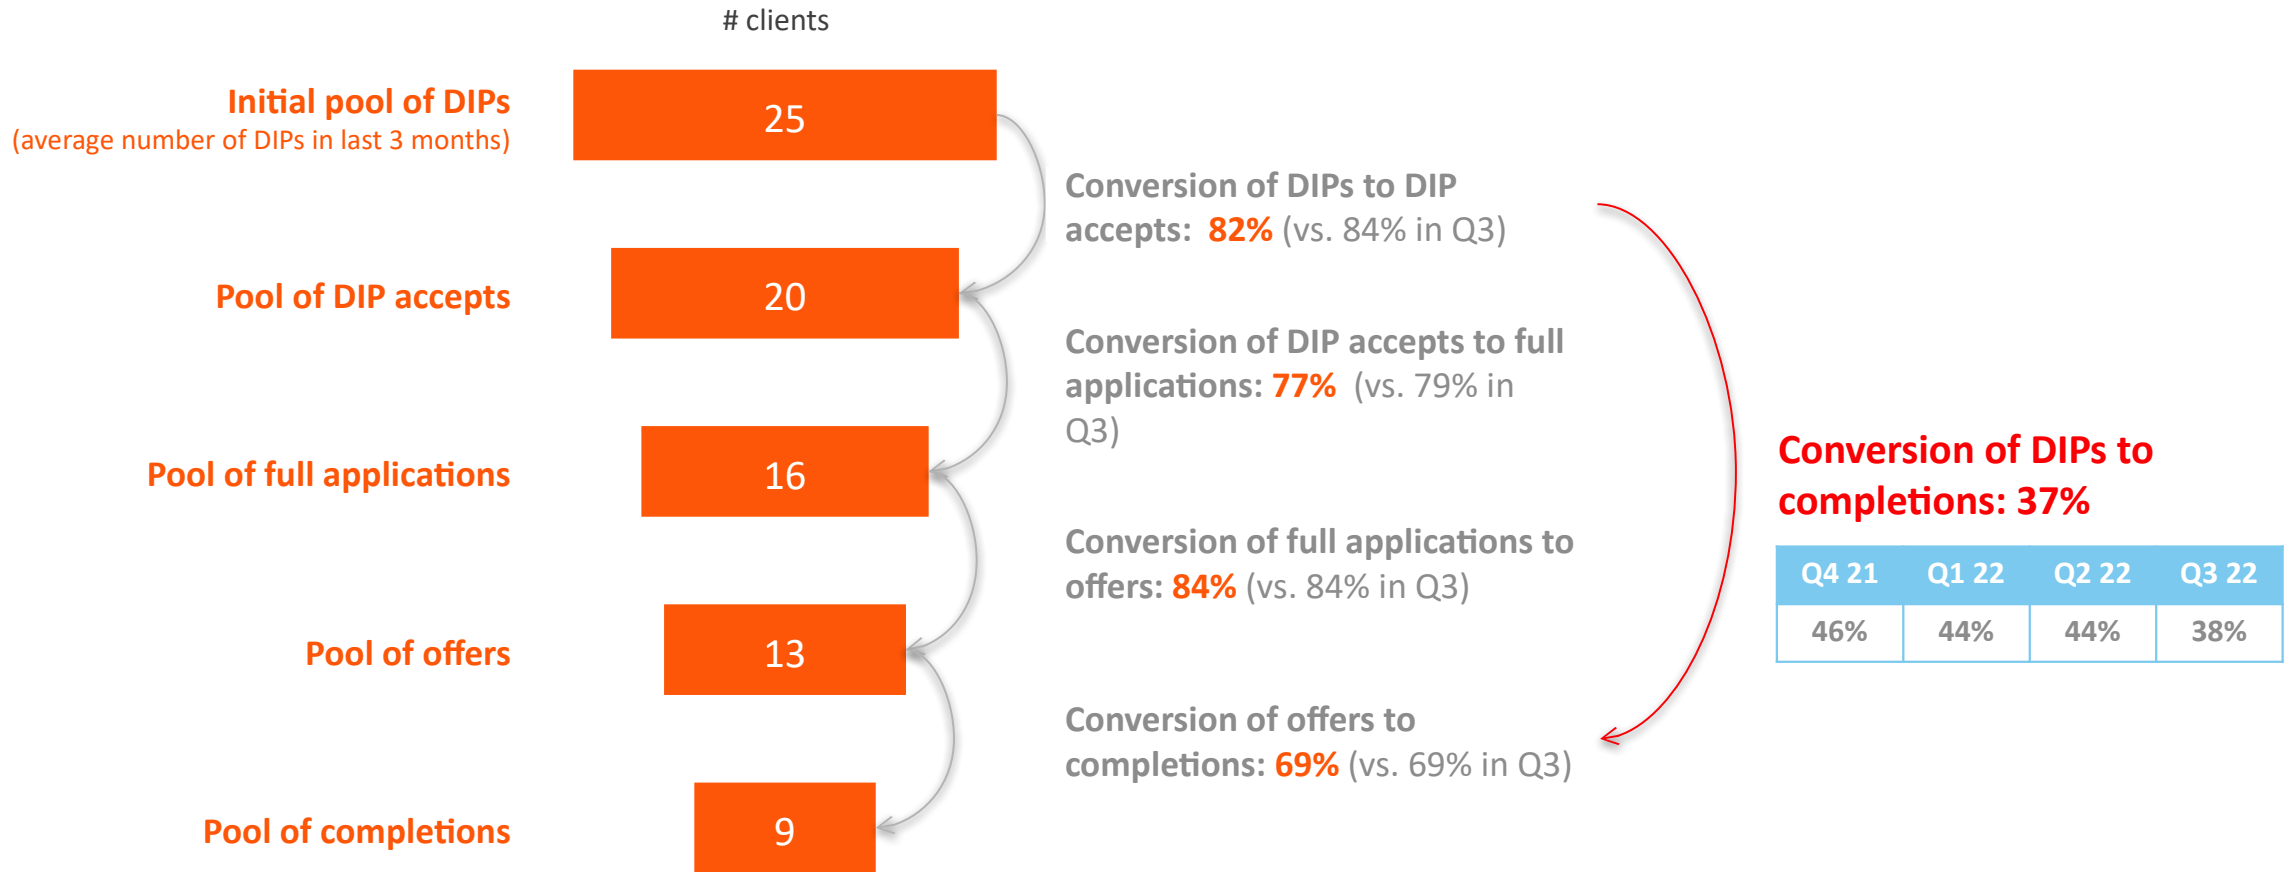 # clients
Initial pool of DIPs
(average number of DIPs in last 3 months)
25
Conversion of DIPs to DIP
accepts: 82% (vs. 84% in Q3)
Pool of DIP accepts
20
Conversion of DIP accepts to full
applications: 77% (vs. 79% in
Q3)
Pool of full applications
16
Conversion of full applications to
offers: 84% (vs. 84% in Q3)
Pool of offers
13
Conversion of offers to
completions: 69% (vs. 69% in Q3)
Pool of completions
9
Conversion of DIPs to
completions: 37%
Q4 21 Q1 22 Q2 22 Q3 22
46% 44% 44% 38%